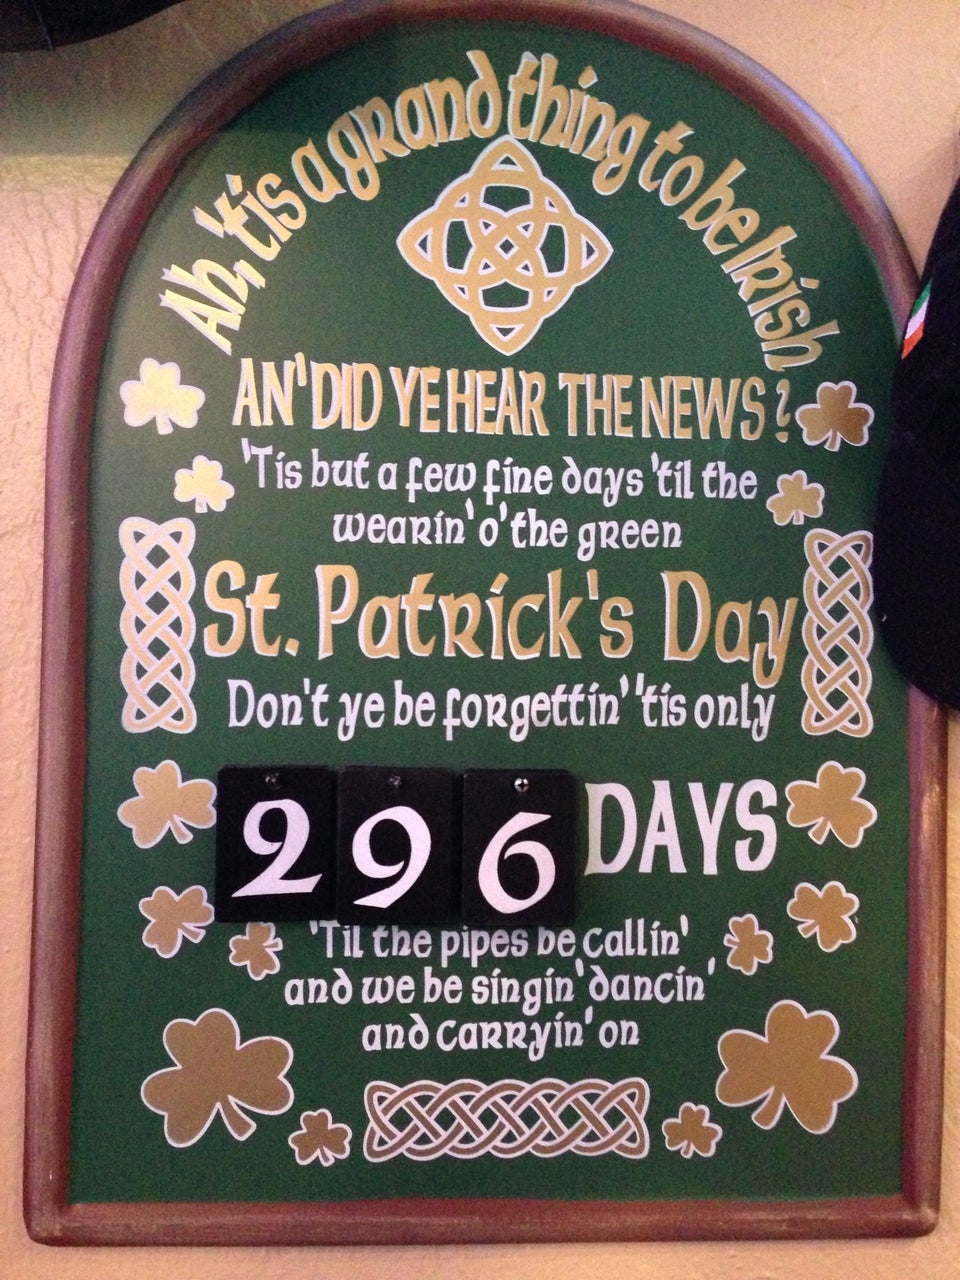 Ah, 'tis a grand thing to be Irish
AN' DID YE HEAR THE NEWS?
'Tis but a few fine days 'til the
wearin' o' the green
St. Patrick's Day
Don't ye be forgettin' 'tis only
296 DAYS
'Til the pipes be callin'
and we be singin' dancin'
and carryin' on